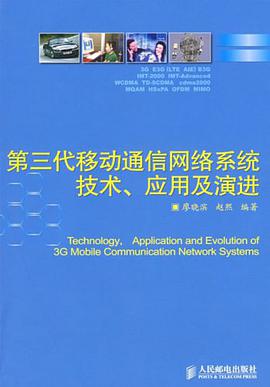 3G E3G (LTE AIE) B3G
IMT-2000 IMT-Advanced
WCDMA TD-SCDMA cdma2000
MQAM HSxPA OFDM MIMO
第三代移动通信网络系统
技术、应用及演进
廖晓滨 赵熙 编著
Technology, Application and Evolution of
3G Mobile Communication Network Systems
人民邮电出版社
POSTS & TELECOM PRESS